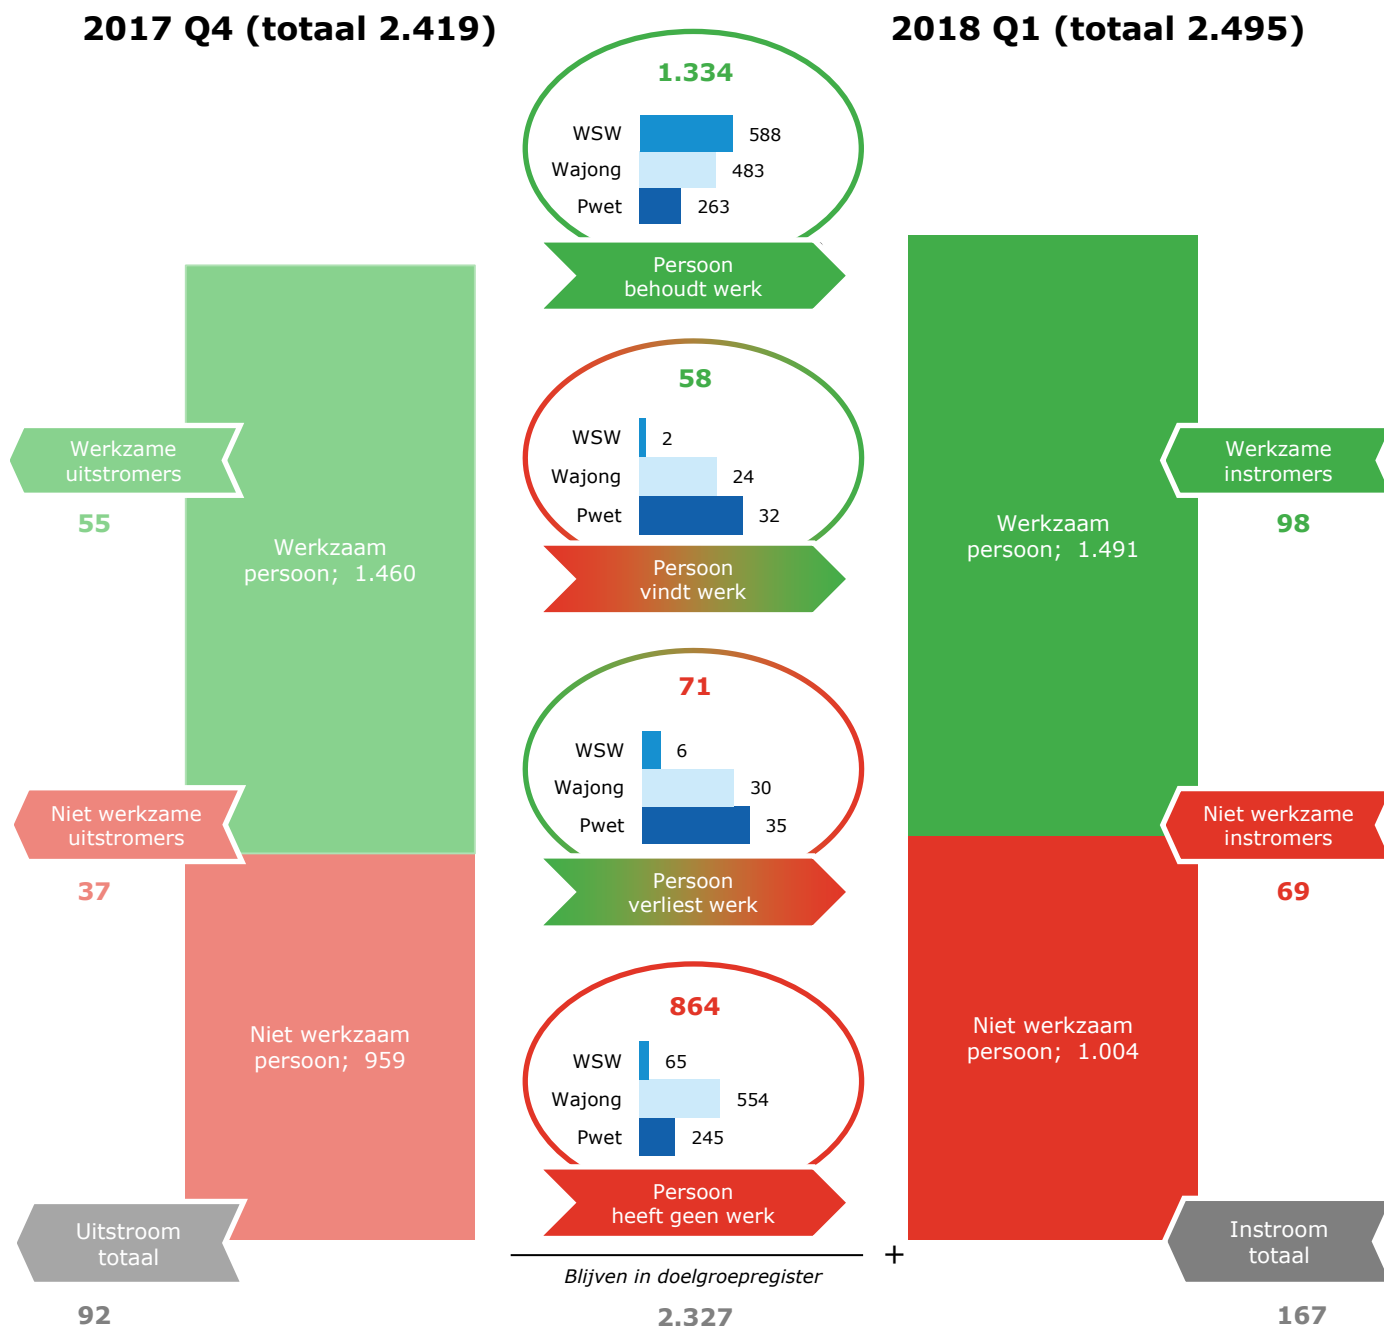 2017 Q4 (totaal 2.419)
2018 Q1 (totaal 2.495)
1.334
WSW 588
Wajong 483
Pwet 263
Persoon
behoudt werk
58
WSW 2
Wajong 24
Pwet 32
Persoon
vindt werk
71
WSW 6
Wajong 30
Pwet 35
Persoon
verliest werk
864
WSW 65
Wajong 554
Pwet 245
Persoon
heeft geen werk
+
Blijven in doelgroepregister
2.327
Werkzame
uitstromers
55
Werkzaam
persoon; 1.460
Niet werkzame
uitstromers
37
Niet werkzaam
persoon; 959
Uitstroom
totaal
92
Werkzame
instromers
98
Werkzaam
persoon; 1.491
Niet werkzame
instromers
69
Niet werkzaam
persoon; 1.004
Instroom
totaal
167